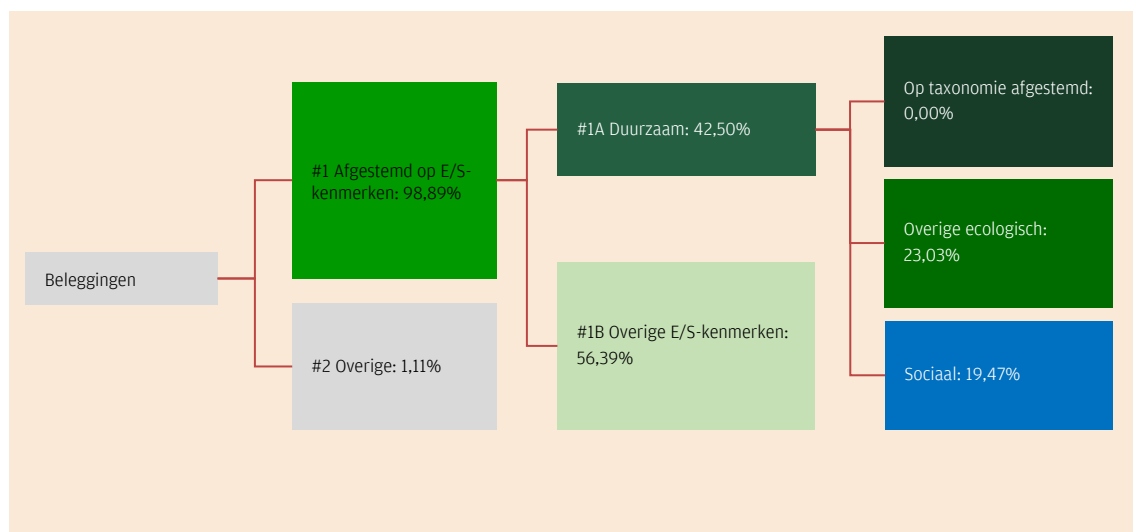 Beleggingen
#1 Afgestemd op E/S-
kenmerken: 98,89%
#2 Overige: 1,11%
#1A Duurzaam: 42,50%
#1B Overige E/S-kenmerken:
56,39%
Op taxonomie afgestemd:
0,00%
Overige ecologisch:
23,03%
Sociaal: 19,47%